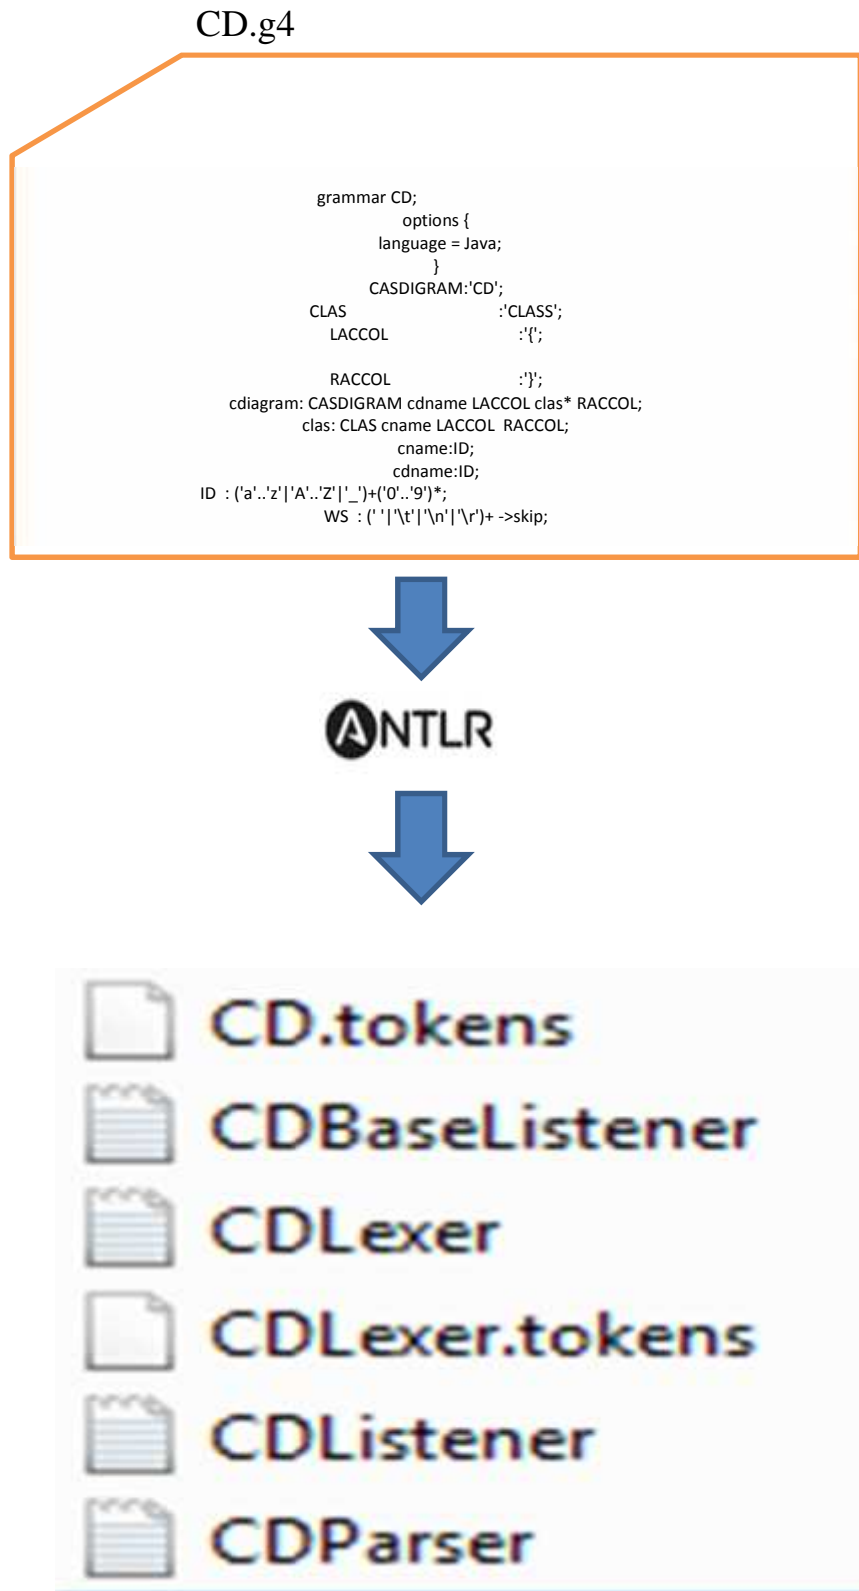 CD.g4
grammar CD;
options {
language = Java;
}
CASDIGRAM:'CD';
CLAS :'CLASS';
LACCOL :'{';
RACCOL :'}';
cdiagram: CASDIGRAM cdname LACCOL clas* RACCOL;
clas: CLAS cname LACCOL RACCOL;
cname:ID;
cdname:ID;
ID : ('a'..'z'|'A'..'Z'|'_')+('0'..'9')*;
WS : (' '|'\t'|'\n'|'\r')+ ->skip;
ANTLR
CD.tokens
CDBaseListener
CDLexer
CDLexer.tokens
CDListener
CDParser